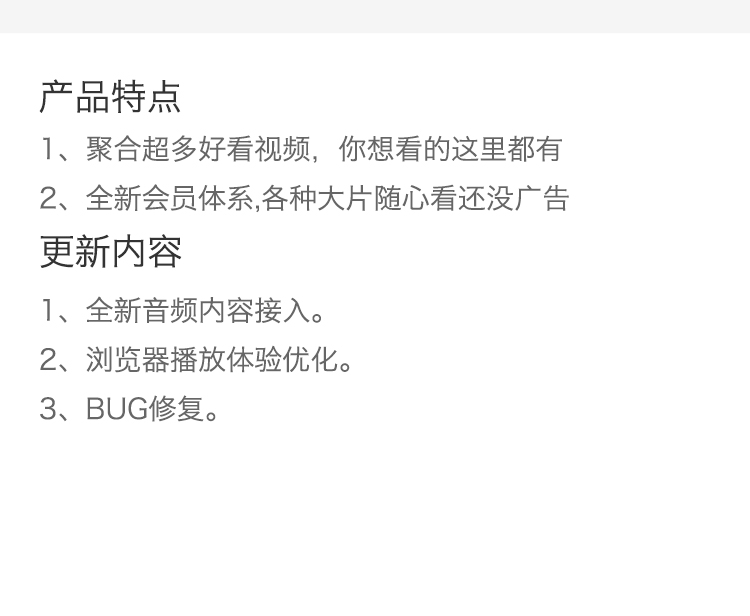 产品特点
1、聚合超多好看视频，你想看的这里都有
2、全新会员体系,各种大片随心看还没广告
更新内容
1、全新音频内容接入。
2、浏览器播放体验优化。
3、BUG修复。